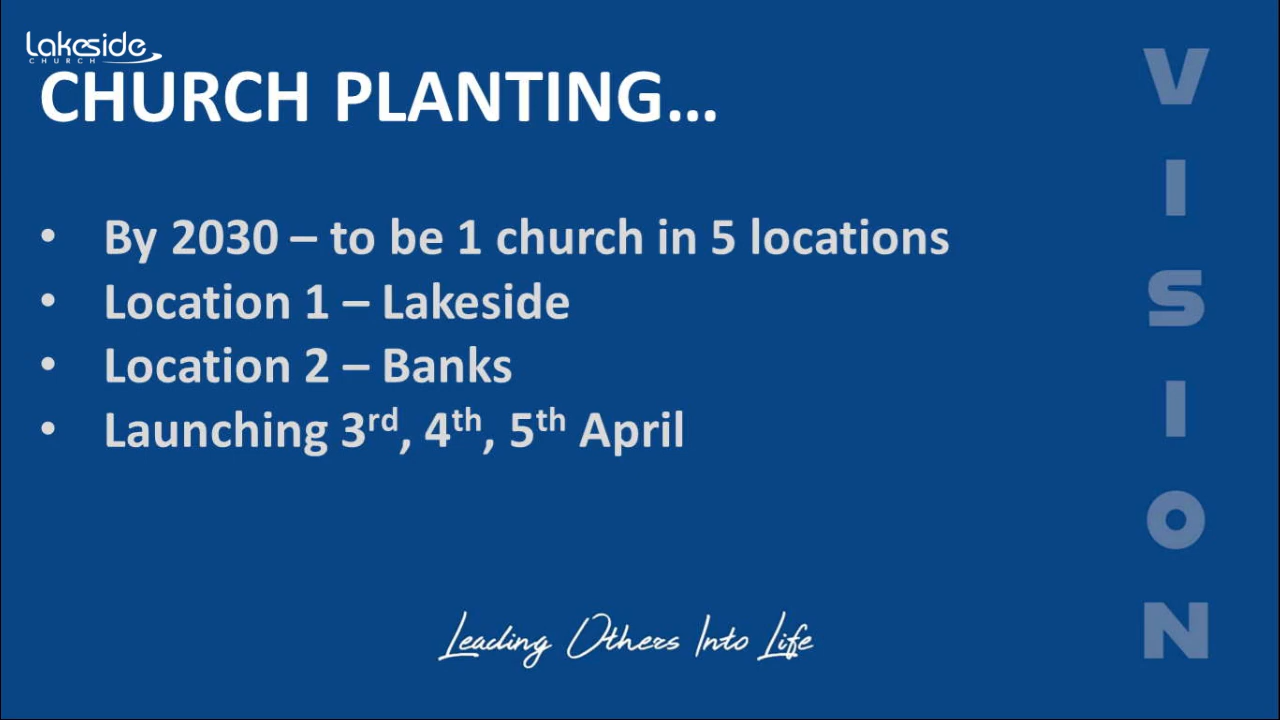 Lakeside
CHURCH
CHURCH PLANTING...
• By 2030 – to be 1 church in 5 locations
• Location 1 – Lakeside
• Location 2 – Banks
• Launching 3rd, 4th, 5th April
Leading Others Into Life
VISION